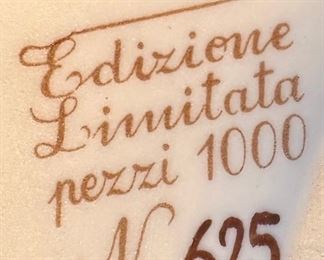 Edizione
Limitata
pezzi 1000
N 625